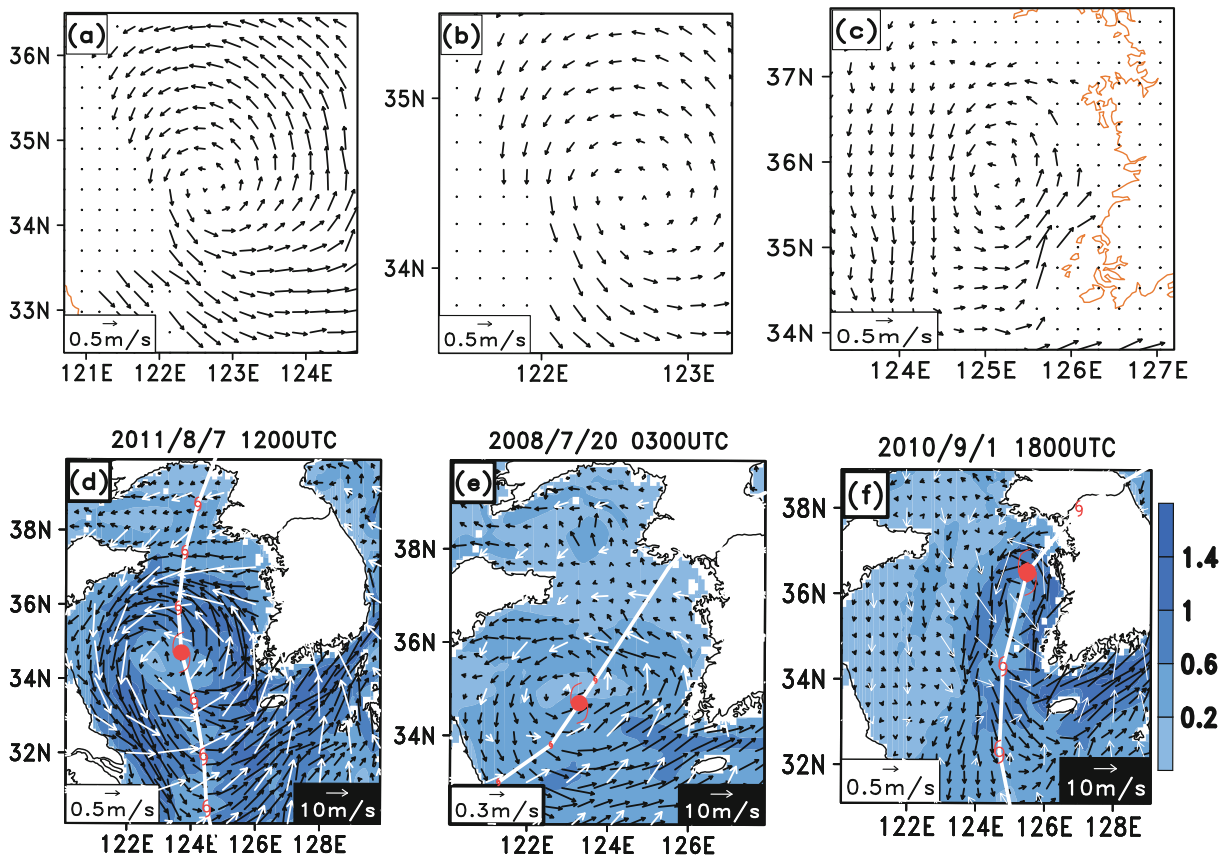 (a)
36N
35N
34N
33N
0.5m/s
121E 122E 123E 124E
(b)
35N
34N
0.5m/s
122E 123E
(c)
37N
36N
35N
34N
0.5m/s
124E 125E 126E 127E
2011/8/7 1200UTC
(d)
38N
36N
34N
32N
0.5m/s
10m/s
122E 124E 126E 128E
2008/7/20 0300UTC
(e)
38N
36N
34N
0.3m/s
10m/s
122E 124E 126E
2010/9/1 1800UTC
(f)
38N
36N
34N
32N
0.5m/s
10m/s
122E 124E 126E 128E
1.4
1
0.6
0.2